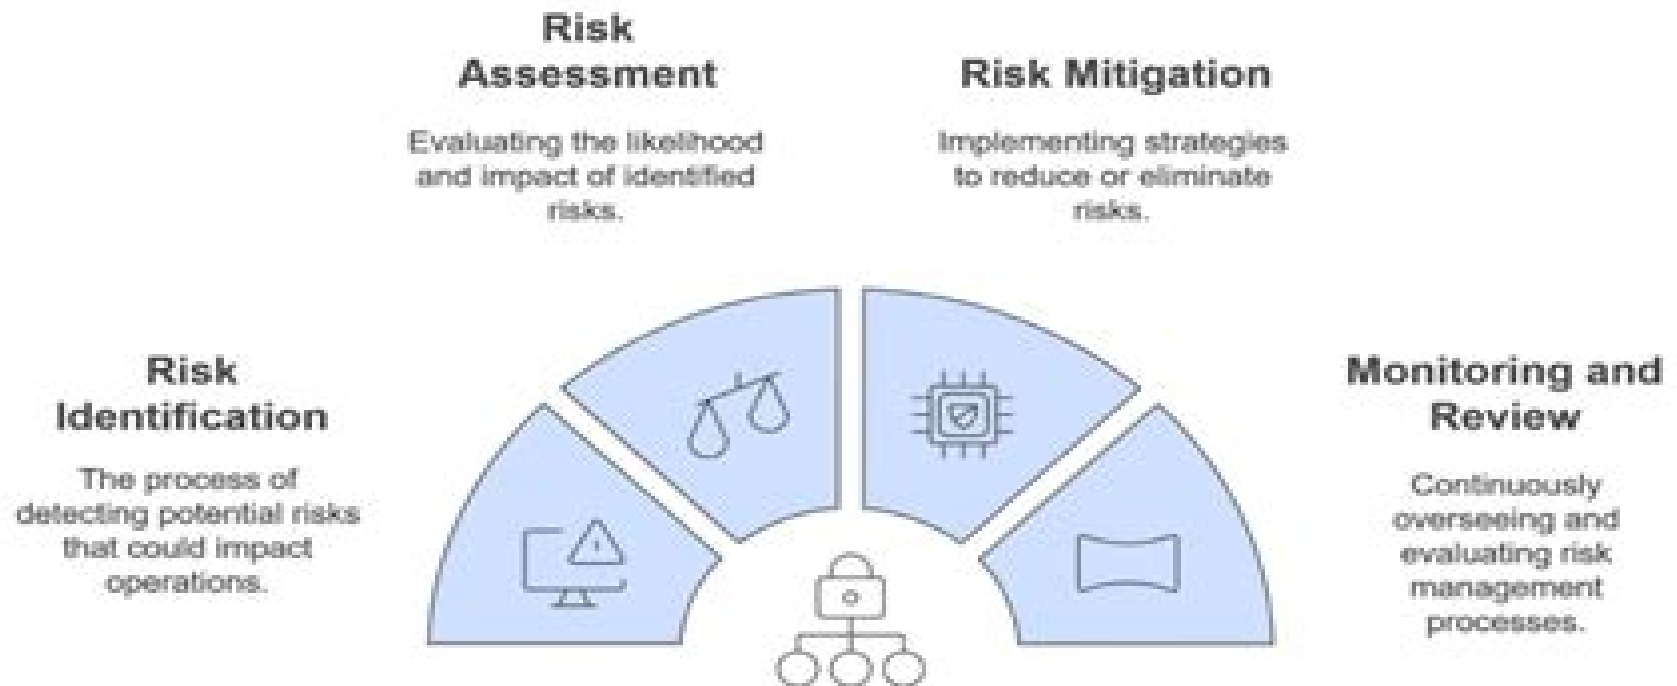 Risk
Assessment
Evaluating the likelihood
and impact of identified
risks.
Risk Mitigation
Implementing strategies
to reduce or eliminate
risks.
Risk
Identification
The process of
detecting potential risks
that could impact
operations.
Monitoring and
Review
Continuously
overseeing and
evaluating risk
management
processes.